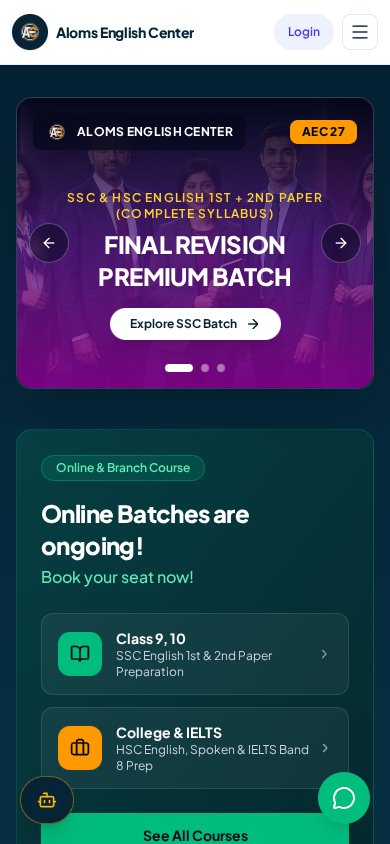 Aloms English Center
Login
ALOMS ENGLISH CENTER
AEC 27
SSC & HSC ENGLISH 1ST + 2ND PAPER
(COMPLETE SYLLABUS)
FINAL REVISION
PREMIUM BATCH
Explore SSC Batch
Online & Branch Course
Online Batches are
ongoing!
Book your seat now!
Class 9, 10
SSC English 1st & 2nd Paper
Preparation
College & IELTS
HSC English, Spoken & IELTS Band
8 Prep
See All Courses